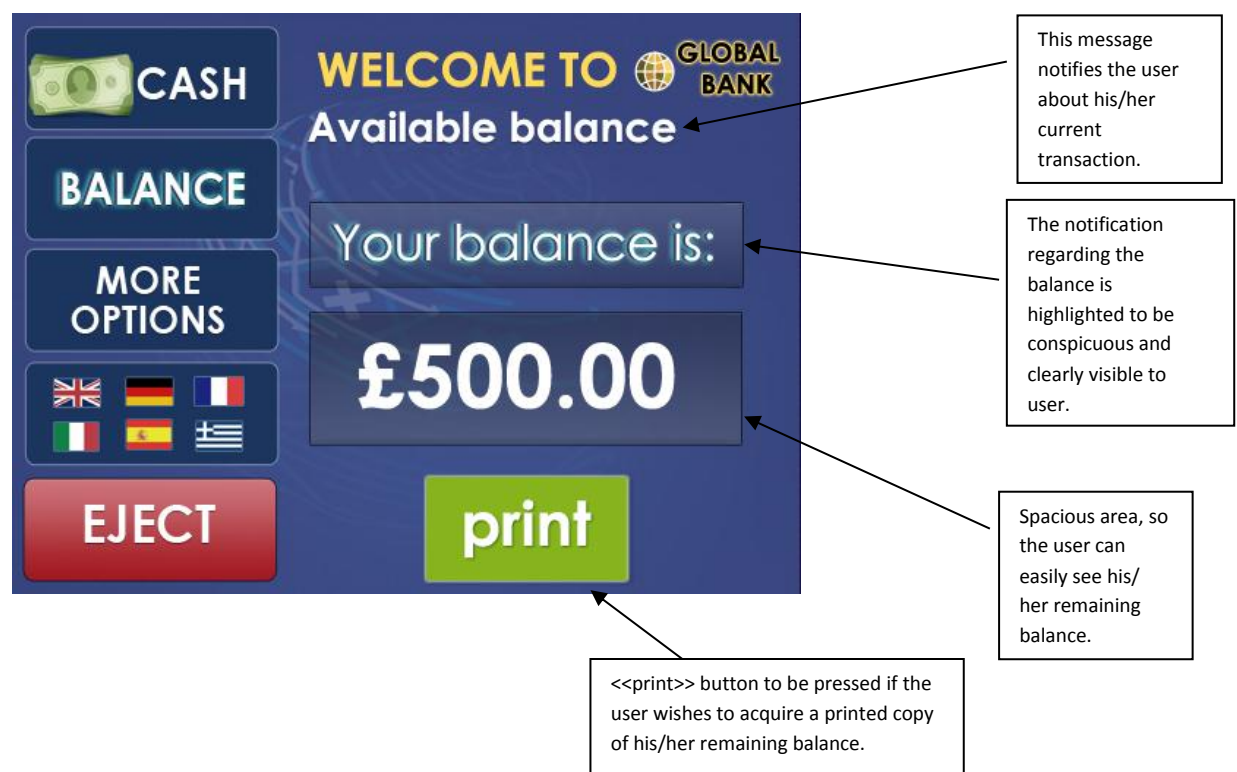 CASH
BALANCE
MORE
OPTIONS
EJECT
WELCOME TO GLOBAL
BANK
Available balance
Your balance is:
£500.00
print
This message
notifies the user
about his/her
current
transaction.
The notification
regarding the
balance is
highlighted to be
conspicuous and
clearly visible to
user.
Spacious area, so
the user can
easily see his/
her remaining
balance.
<<print>> button to be pressed if the
user wishes to acquire a printed copy
of his/her remaining balance.